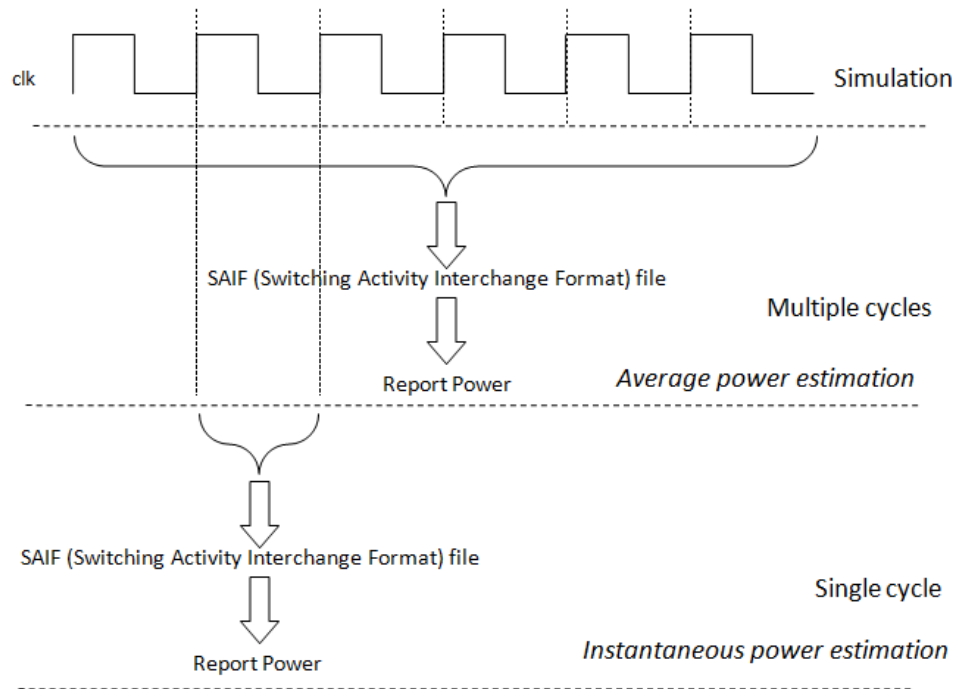 clk
Simulation
SAIF (Switching Activity Interchange Format) file
Multiple cycles
Report Power
Average power estimation
SAIF (Switching Activity Interchange Format) file
Single cycle
Instantaneous power estimation
Report Power